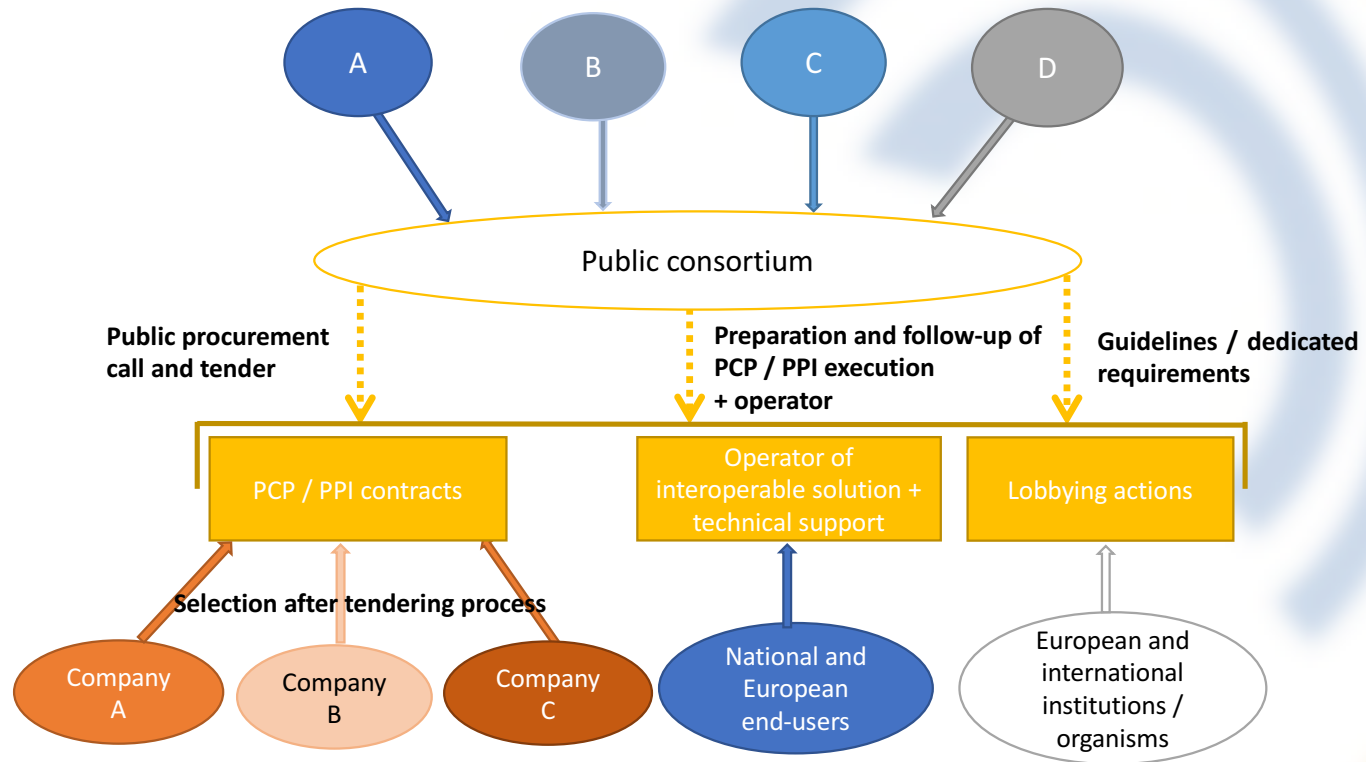 A
B
C
D
Public consortium
Public procurement
call and tender
Preparation and follow-up of
PCP / PPI execution
+ operator
Guidelines / dedicated
requirements
PCP / PPI contracts
Operator of
interoperable solution +
technical support
Lobbying actions
Selection after tendering process
Company
A
Company
B
Company
C
National and
European
end-users
European and
international
institutions /
organisms